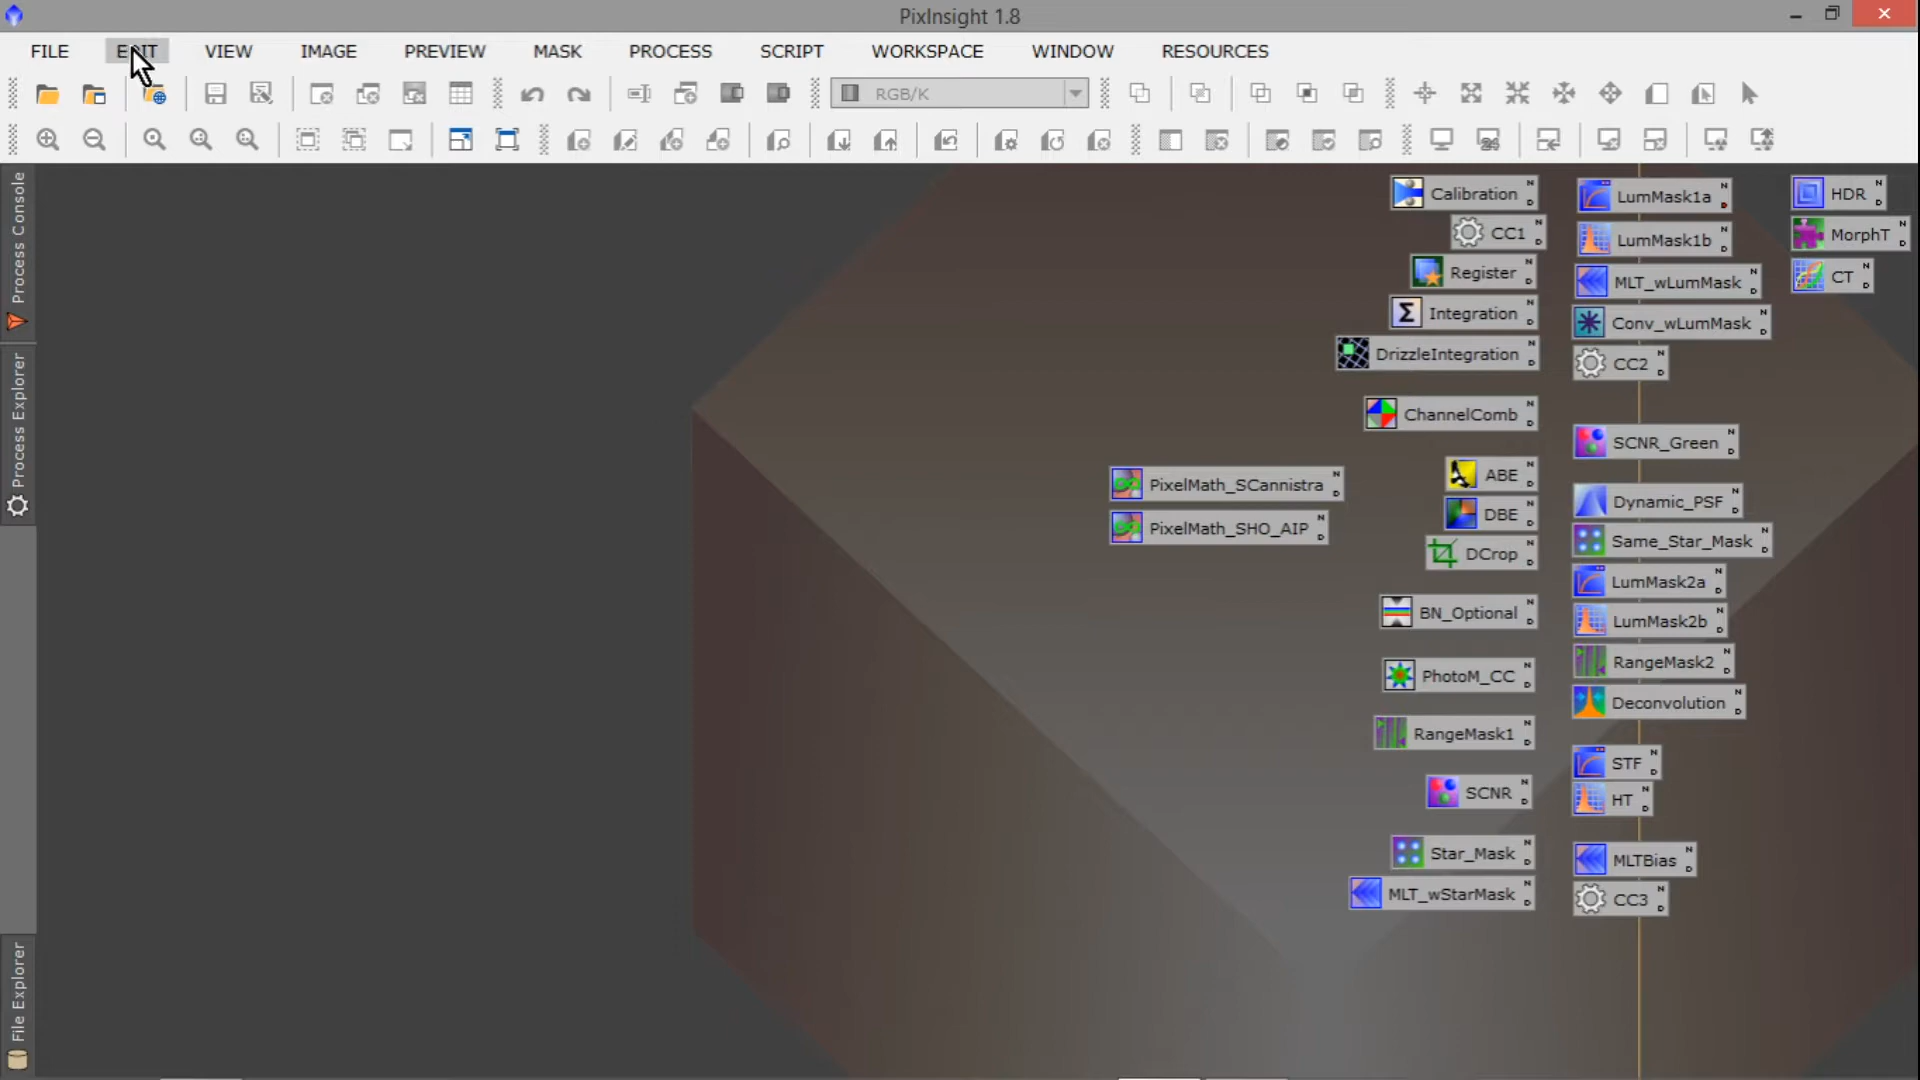 PixInsight 1.8
FILE EDIT VIEW IMAGE PREVIEW MASK PROCESS SCRIPT WORKSPACE WINDOW RESOURCES
RGB/K
24
Process Console
Process Explorer
File Explorer
PixelMath_SCannistra
PixelMath_SHO_AIP
Calibration
CC1
Register
Integration
DrizzleIntegration
ChannelComb
ABE
DBE
DCrop
BN_Optional
PhotoM_CC
RangeMask1
SCNR
Star_Mask
MLT_wStarMask
LumMask1a
LumMask1b
MLT_wLumMask
Conv_wLumMask
CC2
SCNR_Green
Dynamic_PSF
Same_Star_Mask
LumMask2a
LumMask2b
RangeMask2
Deconvolution
STF
HT
MLTBias
CC3
HDR
MorphT
CT